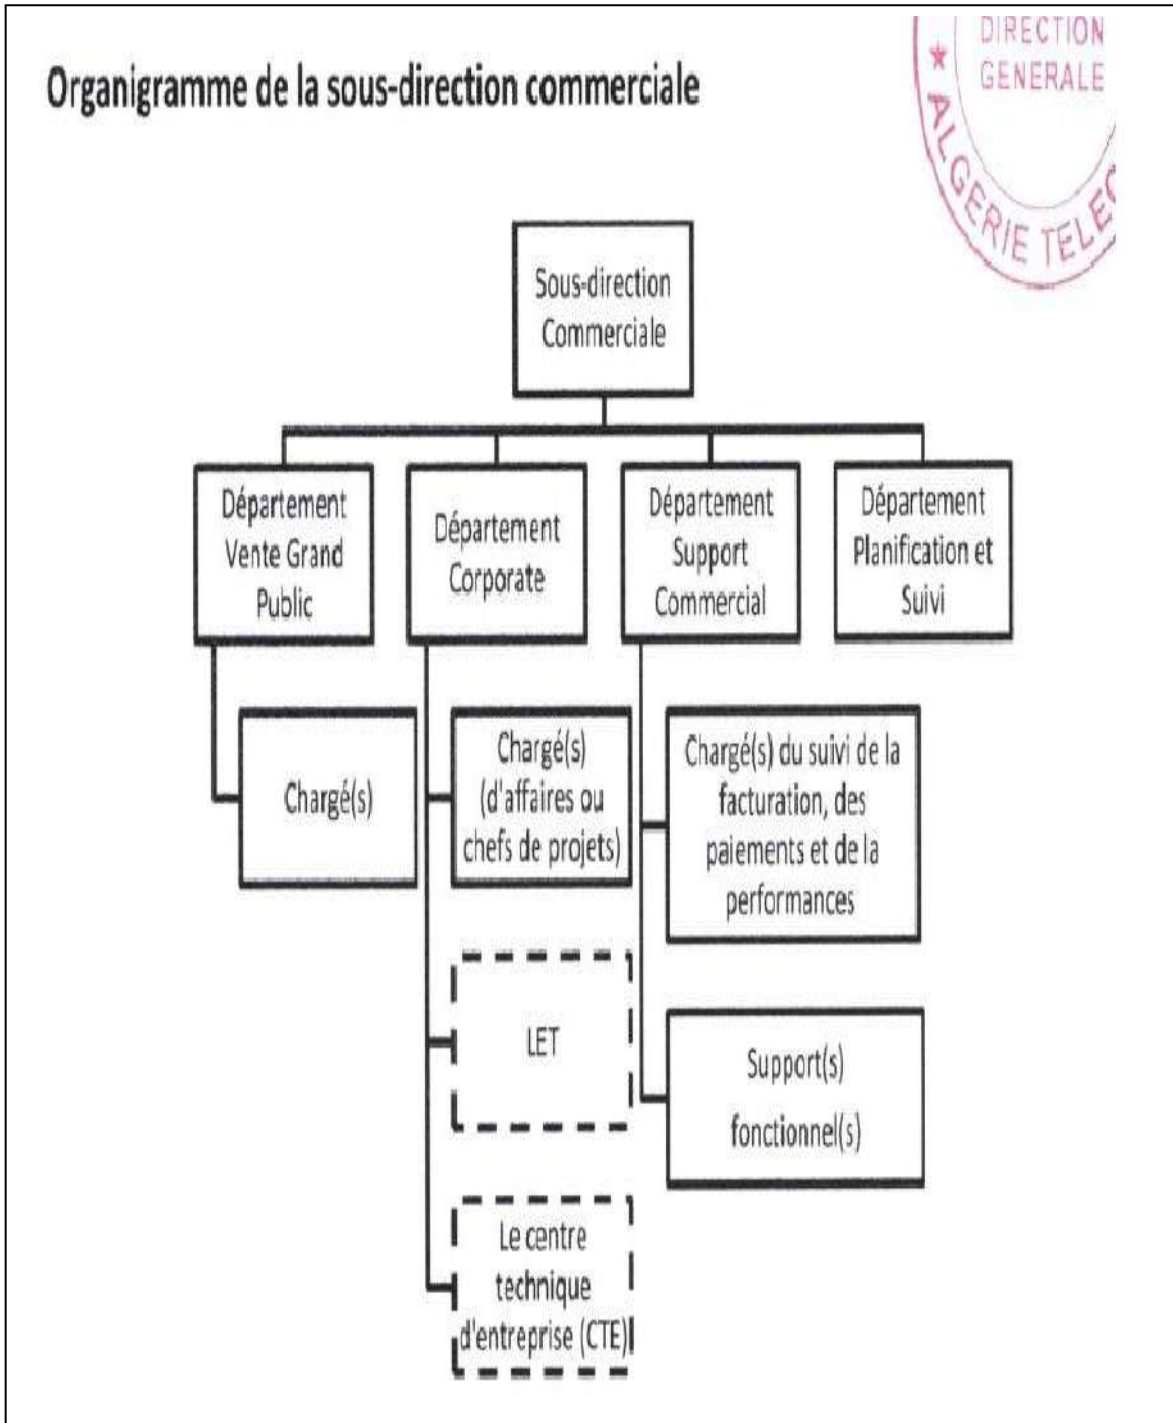 Organigramme de la sous-direction commerciale
DIRECTION
GENERALE
★ ALGERIE TELEC
Sous-direction
Commerciale
Département
Vente Grand
Public
Département
Corporate
Département
Support
Commercial
Département
Planification et
Suivi
Chargé(s)
Chargé(s)
(d'affaires ou
chefs de projets)
Chargé(s) du suivi de la
facturation, des
paiements et de la
performances
LET
Support(s)
fonctionnel(s)
Le centre
technique
d'entreprise (CTE)